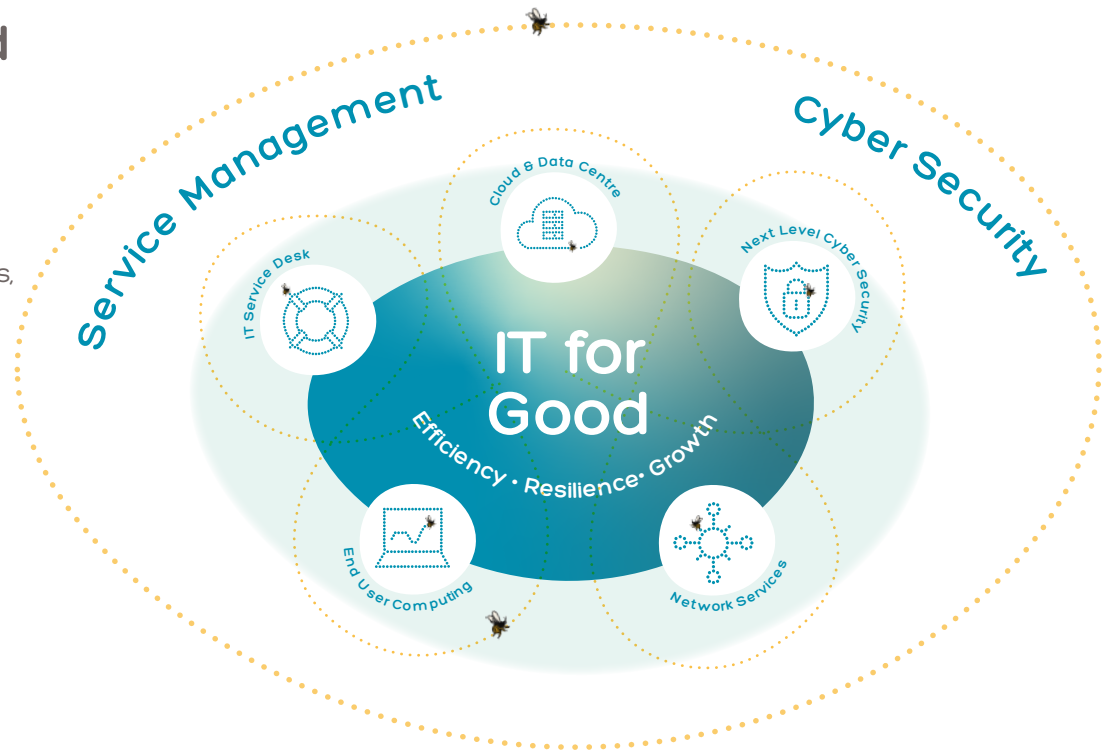 d
s,
Service Management
Cyber Security
Cloud & Data Centre
IT Service Desk
Next Level Cyber Security
IT for
Good
Efficiency • Resilience • Growth
End User Computing
Network Services